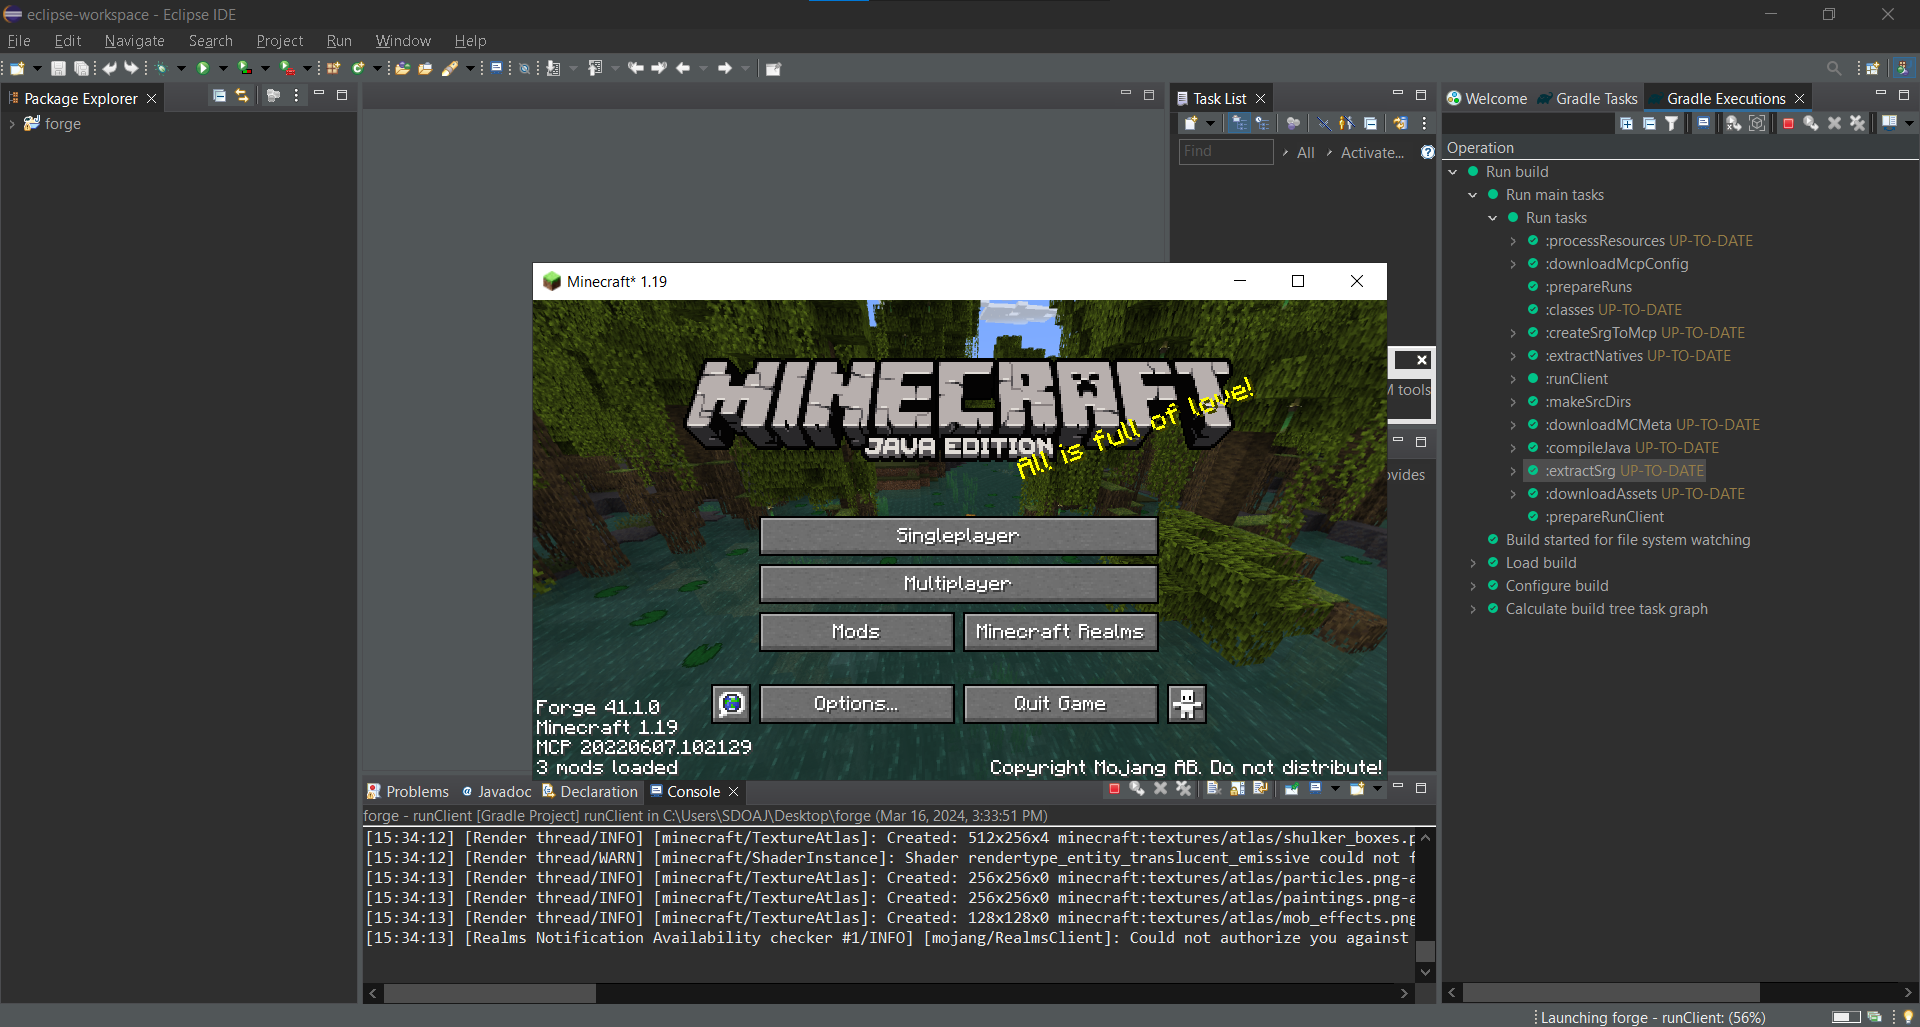 eclipse-workspace - Eclipse IDE
File Edit Navigate Search Project Run Window Help
Package Explorer
forge
Task List
Find
All
Activate...
Welcome
Gradle Tasks
Gradle Executions
Operation
Run build
Run main tasks
Run tasks
:processResources UP-TO-DATE
:downloadMcpConfig
:prepareRuns
:classes UP-TO-DATE
:createSrgToMcp UP-TO-DATE
:extractNatives UP-TO-DATE
:runClient
:makeSrcDirs
:downloadMCMeta UP-TO-DATE
:compileJava UP-TO-DATE
:extractSrg UP-TO-DATE
:downloadAssets UP-TO-DATE
:prepareRunClient
Build started for file system watching
Load build
Configure build
Calculate build tree task graph
tools
ovides
Minecraft* 1.19
MINECRAFT
JAVA EDITION
All is full of love!
Singleplayer
Multiplayer
Mods
Minecraft Realms
Options...
Quit Game
Forge 41.1.0
Minecraft 1.19
MCP 20220607.102129
3 mods loaded
Copyright Mojang AB. Do not distribute!
Problems
Javadoc
Declaration
Console
forge - runClient [Gradle Project] runClient in C:\Users\SDOAJ\Desktop\forge (Mar 16, 2024, 3:33:51 PM)
[15:34:12] [Render thread/INFO] [minecraft/TextureAtlas]: Created: 512x256x4 minecraft:textures/atlas/shulker_boxes.p
[15:34:12] [Render thread/WARN] [minecraft/ShaderInstance]: Shader rendertype_entity_translucent_emissive could not f
[15:34:13] [Render thread/INFO] [minecraft/TextureAtlas]: Created: 256x256x0 minecraft:textures/atlas/particles.png-a
[15:34:13] [Render thread/INFO] [minecraft/TextureAtlas]: Created: 256x256x0 minecraft:textures/atlas/paintings.png-a
[15:34:13] [Render thread/INFO] [minecraft/TextureAtlas]: Created: 128x128x0 minecraft:textures/atlas/mob_effects.png
[15:34:13] [Realms Notification Availability checker #1/INFO] [mojang/RealmsClient]: Could not authorize you against
Launching forge - runClient: (56%)